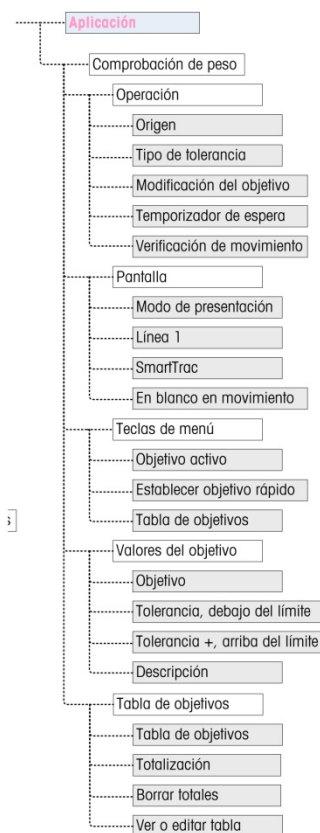 Aplicación
Comprobación de peso
Operación
Origen
Tipo de tolerancia
Modificación del objetivo
Temporizador de espera
Verificación de movimiento
Pantalla
Modo de presentación
Línea 1
SmartTrac
En blanco en movimiento
Teclas de menú
Objetivo activo
Establecer objetivo rápido
Tabla de objetivos
Valores del objetivo
Objetivo
Tolerancia, debajo del límite
Tolerancia +, arriba del límite
Descripción
Tabla de objetivos
Tabla de objetivos
Totalización
Borrar totales
Ver o editar tabla